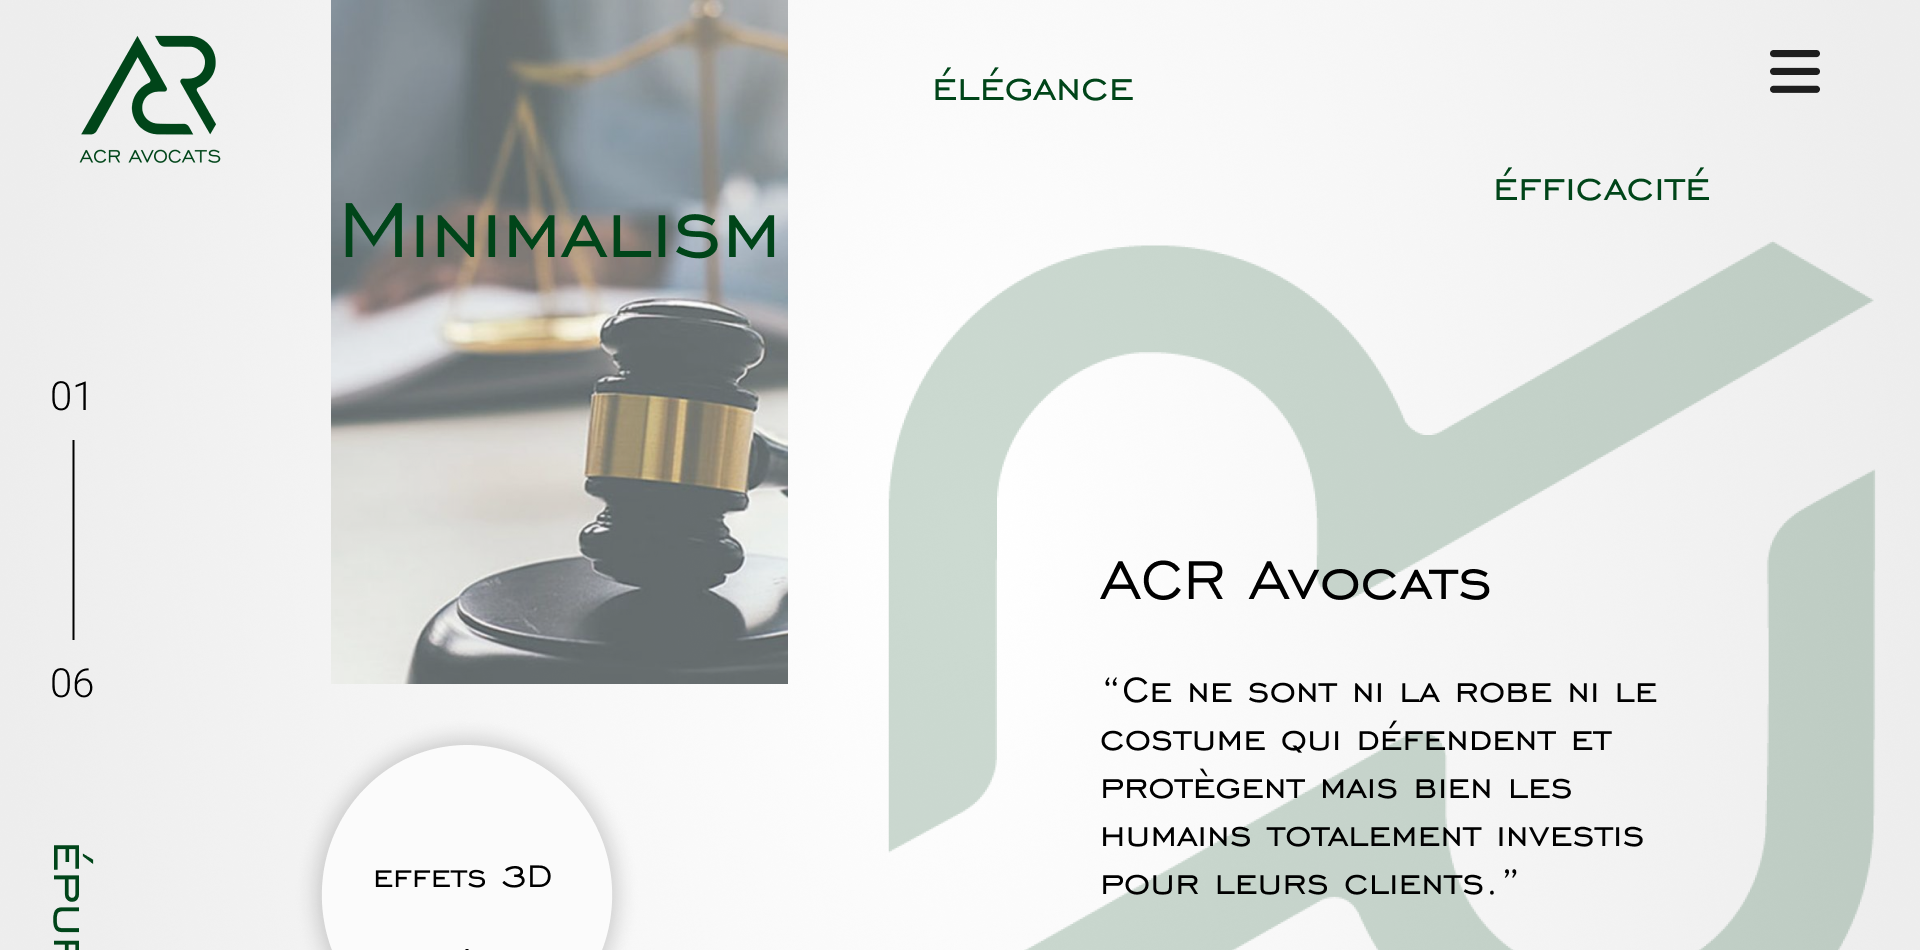 ACR AVOCATS
Minimalism
ÉLÉGANCE
ÉFFICACITÉ
01
06
ACR Avocats
“Ce ne sont ni la robe ni le
costume qui défendent et
protègent mais bien les
humains totalement investis
pour leurs clients.”
effets 3D